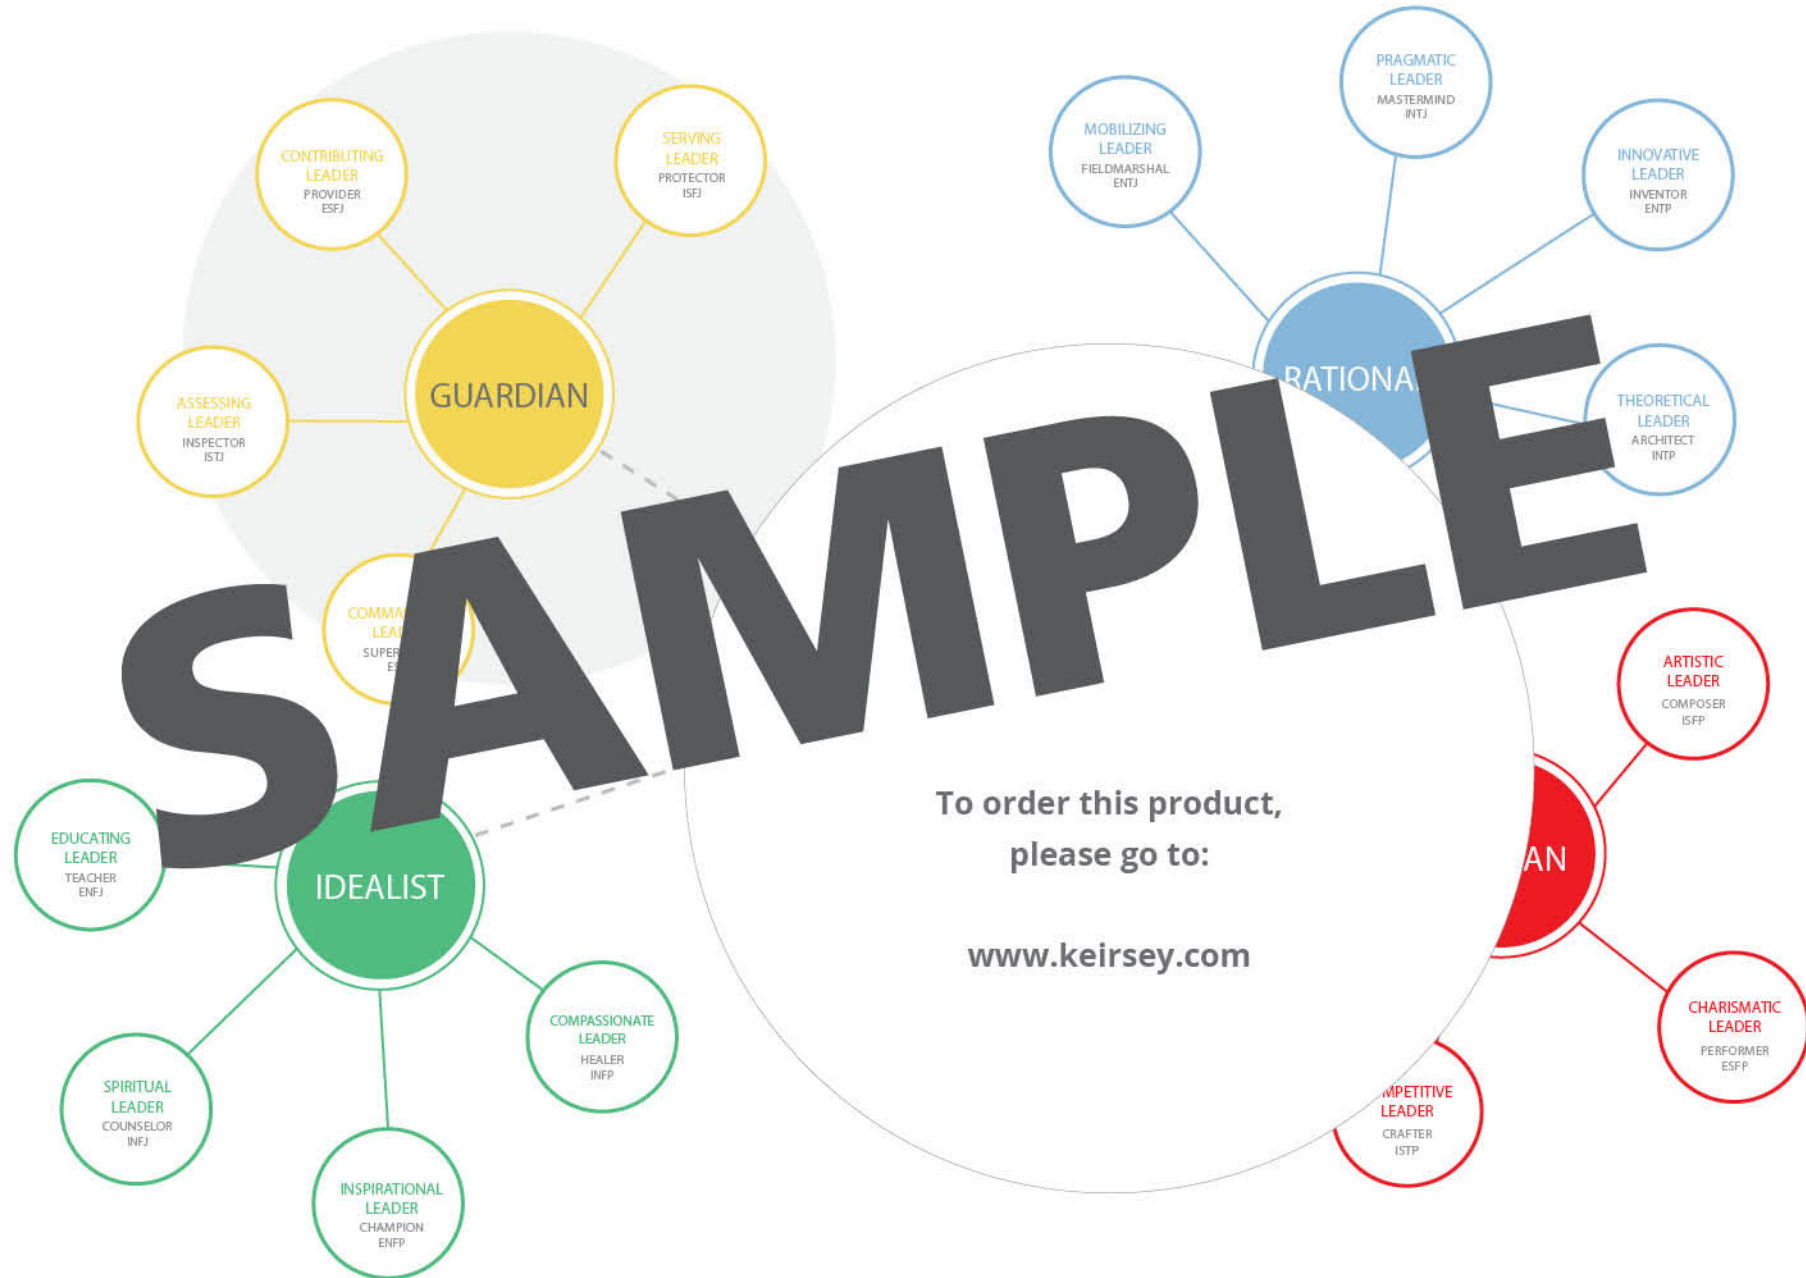 CONTRIBUTING
LEADER
PROVIDER
ESFJ
SERVING
LEADER
PROTECTOR
ISFJ
GUARDIAN
ASSESSING
LEADER
INSPECTOR
ISTJ
MOBILIZING
LEADER
FIELDMARSHAL
ENTJ
PRAGMATIC
LEADER
MASTERMIND
INTJ
INNOVATIVE
LEADER
INVENTOR
ENTP
THEORETICAL
LEADER
ARCHITECT
INTP
SAMPLE
To order this product,
please go to:
www.keirsey.com
EDUCATING
LEADER
TEACHER
ENFJ
IDEALIST
SPIRITUAL
LEADER
COUNSELOR
INFJ
INSPIRATIONAL
LEADER
CHAMPION
ENFP
COMPASSIONATE
LEADER
HEALER
INFP
ARTISTIC
LEADER
COMPOSER
ISFP
CHARISMATIC
LEADER
PERFORMER
ESFP
LEADER
CRAFTER
ISTP